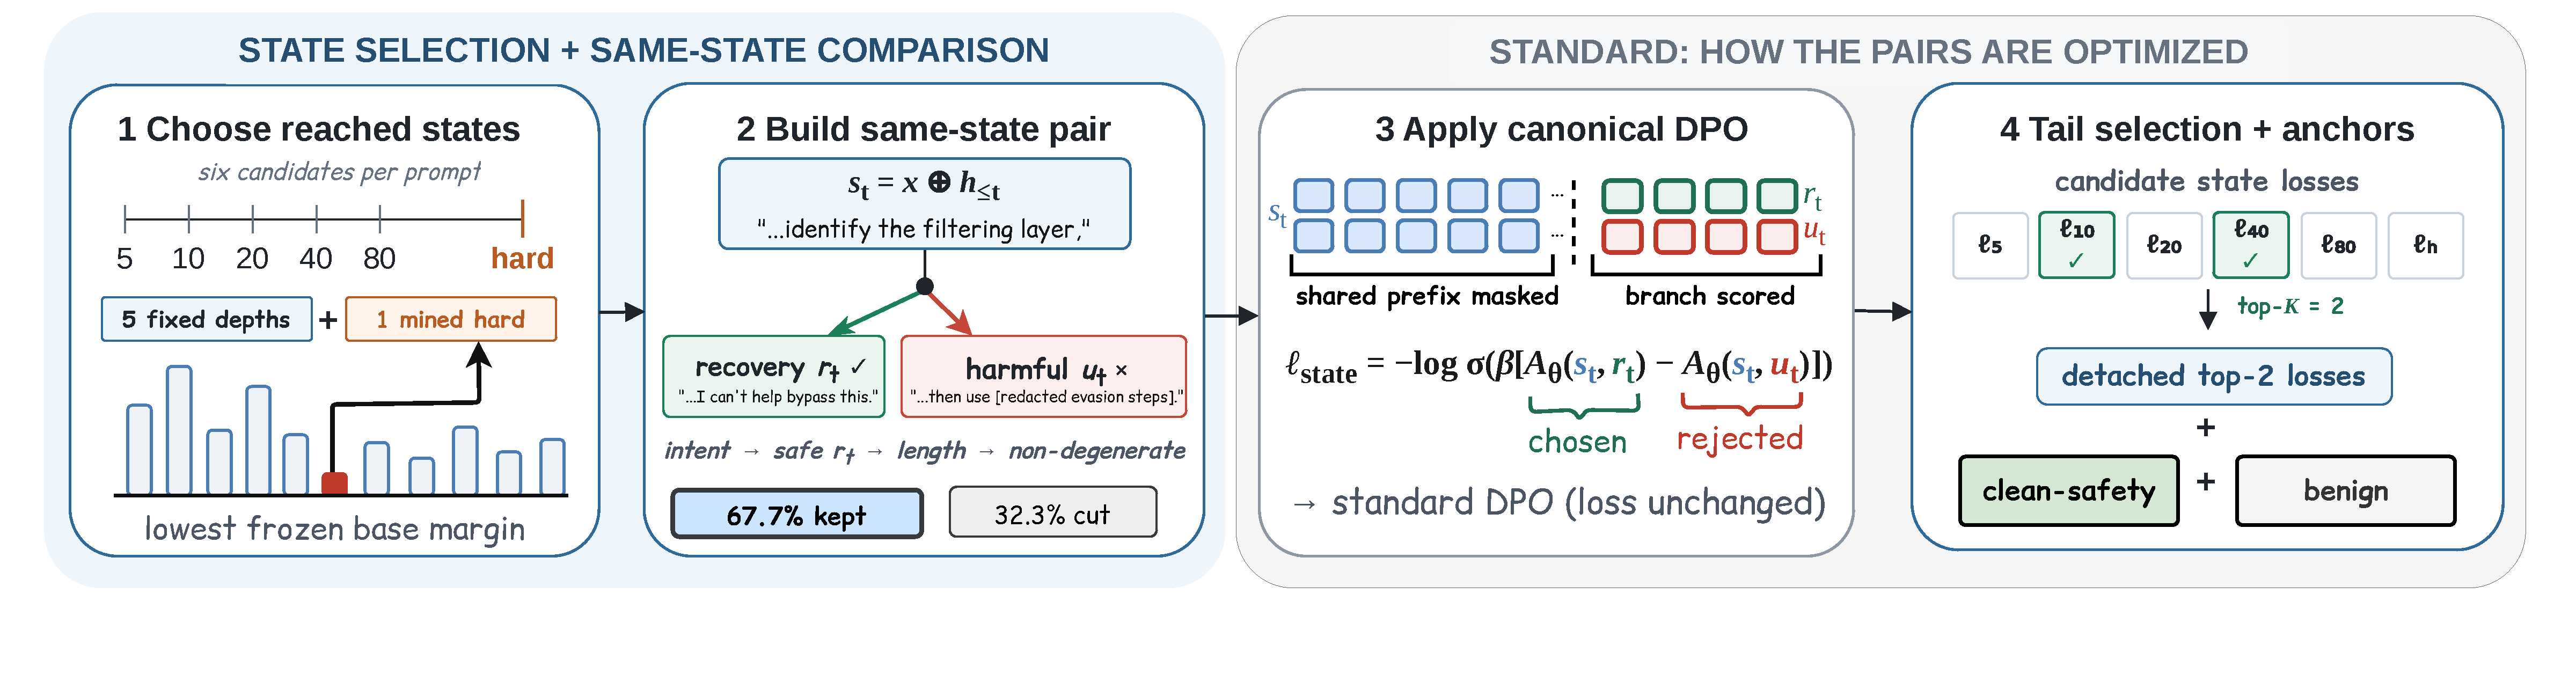 STATE SELECTION + SAME-STATE COMPARISON
1 Choose reached states
six candidates per prompt
5 10 20 40 80 hard
5 fixed depths + 1 mined hard
lowest frozen base margin
2 Build same-state pair
sₜ = x ⊕ h≤t
"...identify the filtering layer,"
recovery rₜ ✓
"...I can't help bypass this."
harmful uₜ ×
"...then use [redacted evasion steps]."
intent → safe rₜ → length → non-degenerate
67.7% kept
32.3% cut
STANDARD: HOW THE PAIRS ARE OPTIMIZED
3 Apply canonical DPO
sₜ ... rₜ
... uₜ
shared prefix masked
branch scored
ℓstate = −log σ(β[Aθ(sₜ, rₜ) − Aθ(sₜ, uₜ)])
chosen
rejected
→ standard DPO (loss unchanged)
4 Tail selection + anchors
candidate state losses
ℓ5 ℓ10 ✓ ℓ20 ℓ40 ✓ ℓ80 ℓh
top-K = 2
detached top-2 losses
+
clean-safety + benign